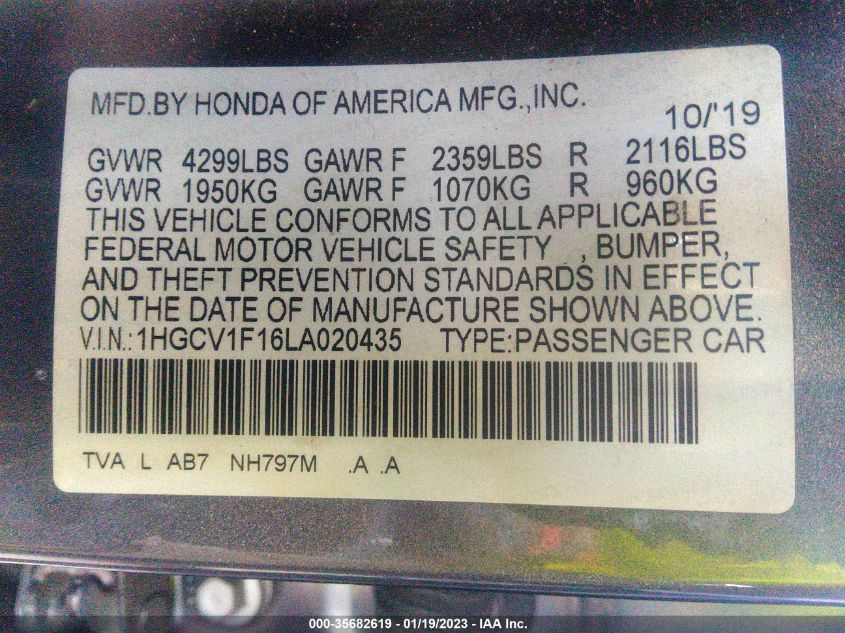 MFD.BY HONDA OF AMERICA MFG.,INC.
10/'19
GVWR 4299LBS GAWR F 2359LBS R 2116LBS
GVWR 1950KG GAWR F 1070KG R 960KG
THIS VEHICLE CONFORMS TO ALL APPLICABLE
FEDERAL MOTOR VEHICLE SAFETY , BUMPER,
AND THEFT PREVENTION STANDARDS IN EFFECT
ON THE DATE OF MANUFACTURE SHOWN ABOVE.
V.I.N.:1HGCV1F16LA020435 TYPE:PASSENGER CAR
TVA L AB7 NH797M .A .A
000-35682619 - 01/19/2023 - IAA Inc.